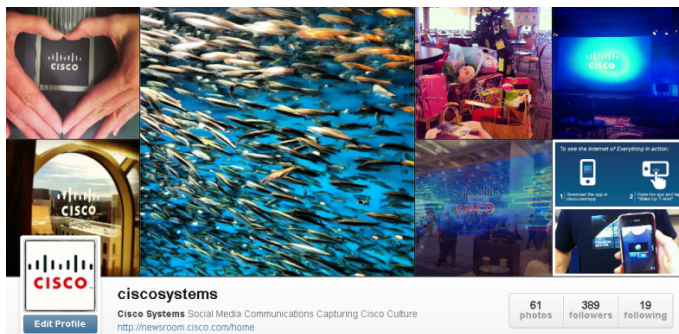 CISCO
CISCO
CISCO
CISCO
To see the Internet of Everything in action:
1 Download the app at
cisco.com/app
2 Open the app and tap
"Wake Up T-shirt"
CISCO
Edit Profile
ciscosystems
Cisco Systems Social Media Communications Capturing Cisco Culture
http://newsroom.cisco.com/home
61
photos
389
followers
19
following